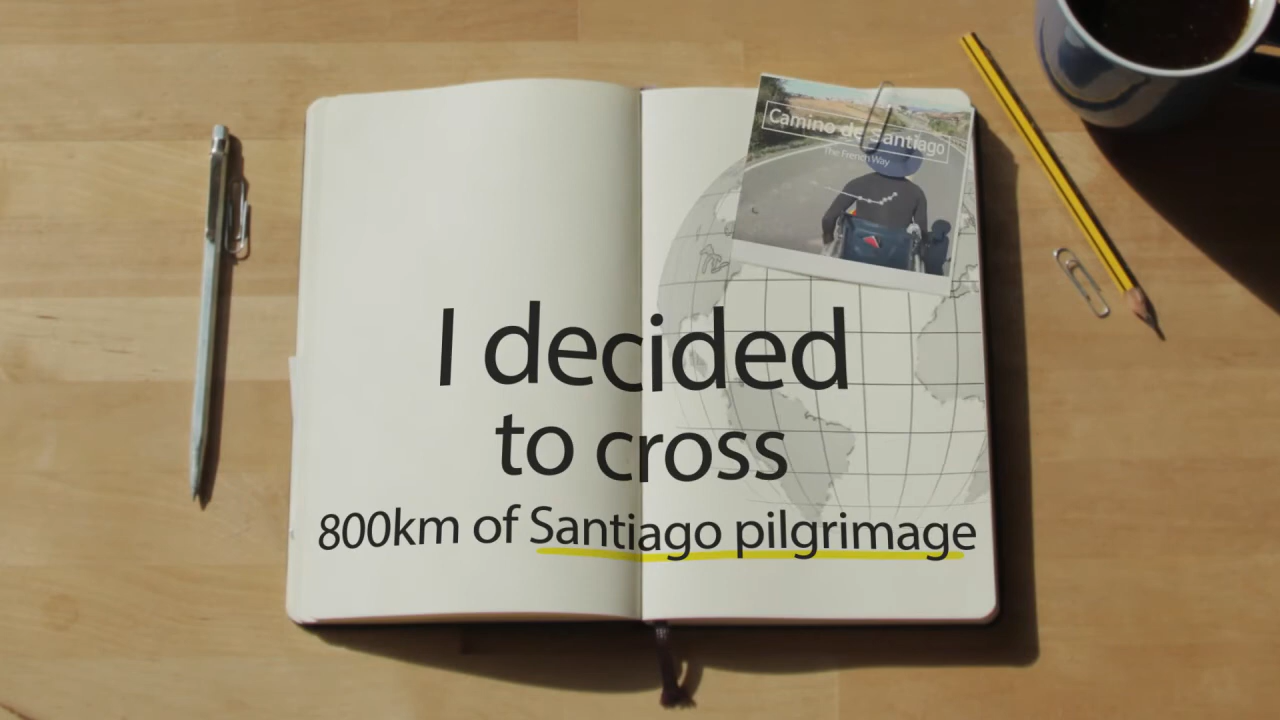 Camino de Santiago
The French Way
I decided
to cross
800km of Santiago pilgrimage